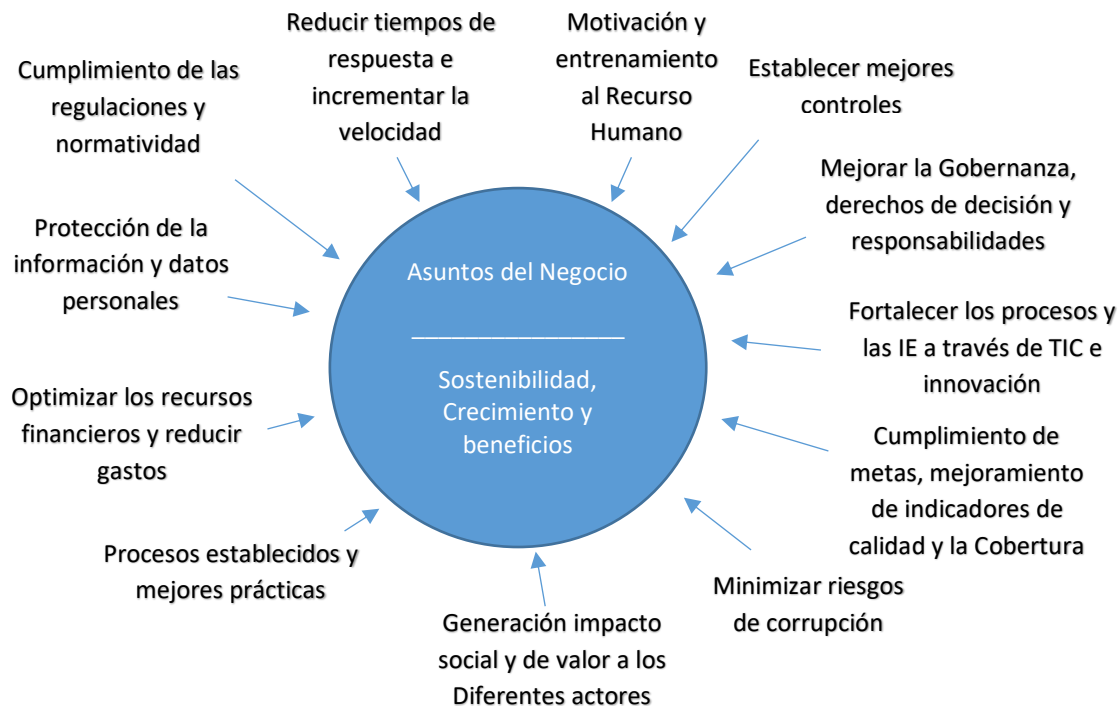 Reducir tiempos de
respuesta e
incrementar la
velocidad
Motivación y
entrenamiento
al Recurso
Humano
Establecer mejores
controles
Cumplimiento de las
regulaciones y
normatividad
Mejorar la Gobernanza,
derechos de decisión y
responsabilidades
Protección de la
información y datos
personales
Asuntos del Negocio
Sostenibilidad,
Crecimiento y
beneficios
Fortalecer los procesos y
las IE a través de TIC e
innovación
Optimizar los recursos
financieros y reducir
gastos
Cumplimiento de
metas, mejoramiento
de indicadores de
calidad y la Cobertura
Procesos establecidos y
mejores prácticas
Minimizar riesgos
de corrupción
Generación impacto
social y de valor a los
Diferentes actores